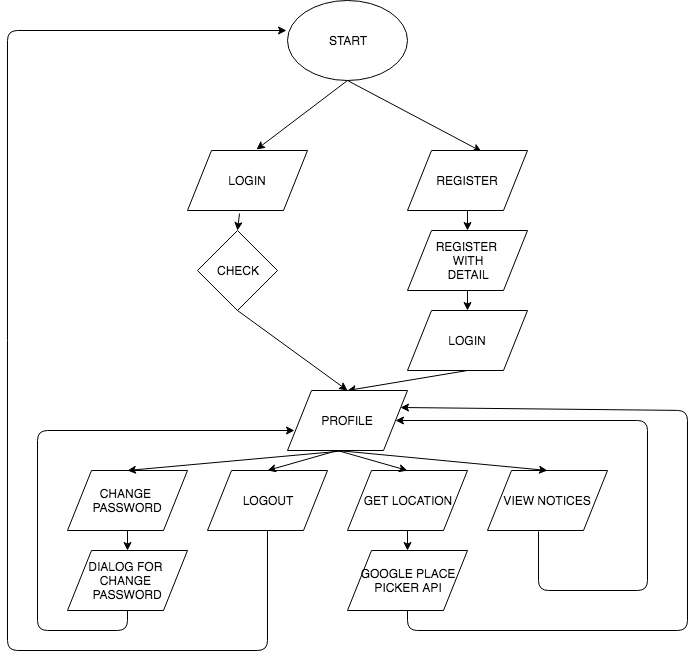 START
LOGIN
REGISTER
REGISTER
WITH
DETAIL
CHECK
LOGIN
PROFILE
CHANGE
PASSWORD
LOGOUT
GET LOCATION
VIEW NOTICES
DIALOG FOR
CHANGE
PASSWORD
GOOGLE PLACE
PICKER API